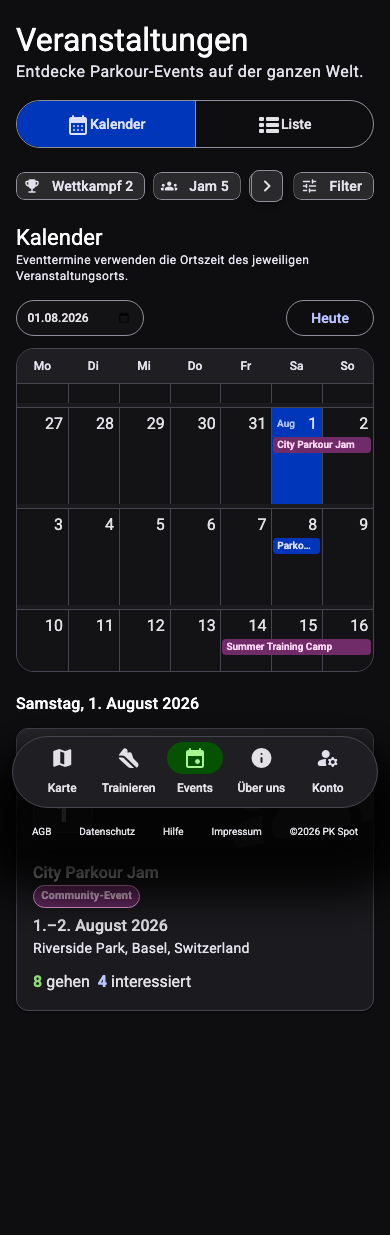 Veranstaltungen
Entdecke Parkour-Events auf der ganzen Welt.
Kalender
Liste
Wettkampf 2
Jam 5
Filter
Kalender
Eventtermine verwenden die Ortszeit des jeweiligen
Veranstaltungsorts.
01.08.2026
Heute
Mo Di Mi Do Fr Sa So
27 28 29 30 31 Aug 1 2
City Parkour Jam
3 4 5 6 7 8 9
Parko…
10 11 12 13 14 15 16
Summer Training Camp
Samstag, 1. August 2026
Karte Trainieren Events Über uns Konto
1
AGB Datenschutz Hilfe Impressum ©2026 PK Spot
City Parkour Jam
Community-Event
1.–2. August 2026
Riverside Park, Basel, Switzerland
8 gehen 4 interessiert